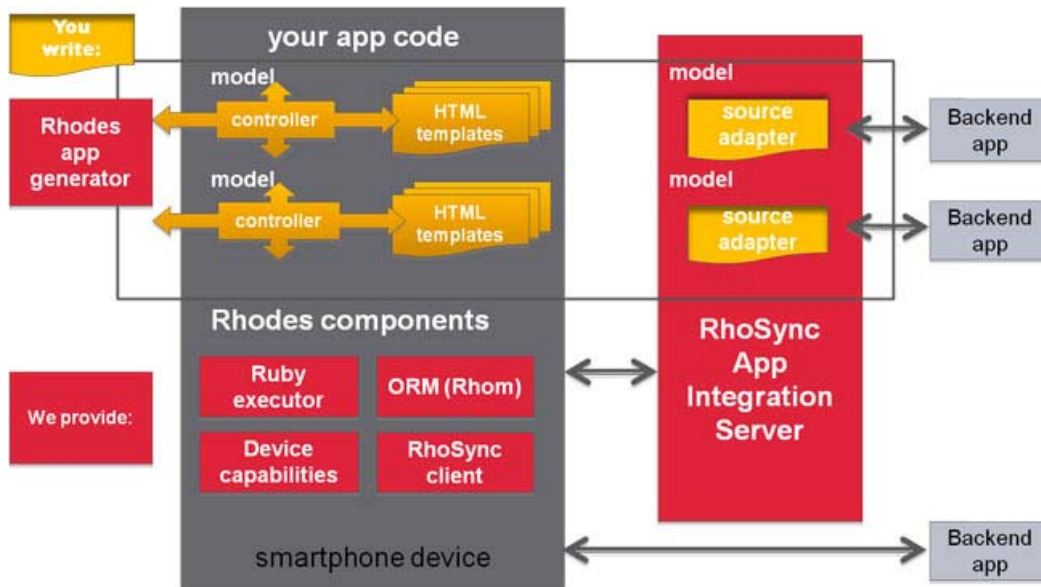 You
write:
your app code
Rhodes
app
generator
model
controller
HTML
templates
model
controller
HTML
templates
model
source
adapter
model
source
adapter
Backend
app
Backend
app
Rhodes components
Ruby
executor
ORM (Rhom)
Device
capabilities
RhoSync
client
RhoSync
App
Integration
Server
We provide:
smartphone device
Backend
app